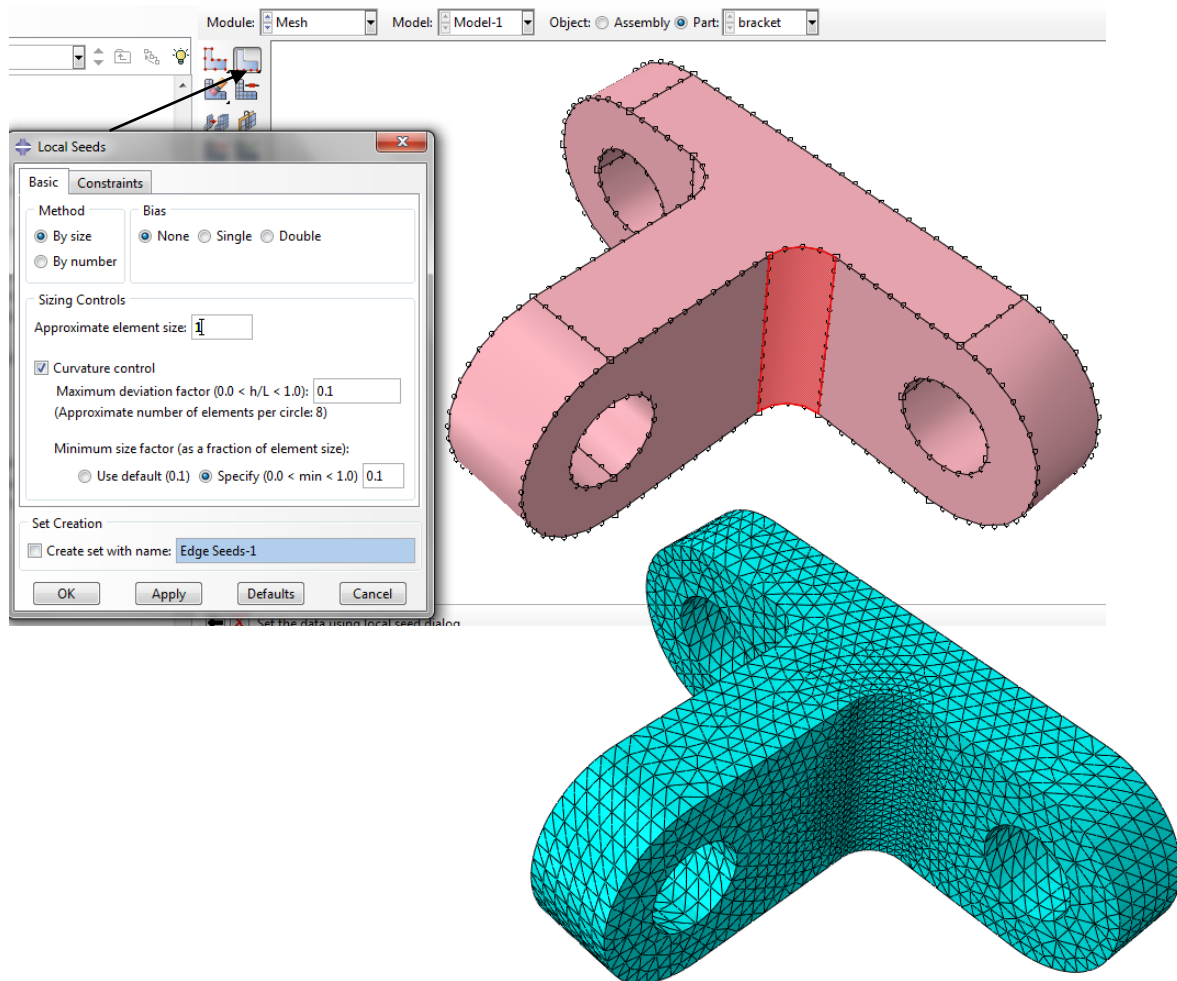 Module: Mesh Model: Model-1 Object: Assembly Part: bracket
Local Seeds
Basic Constraints
Method Bias
By size None Single Double
By number
Sizing Controls
Approximate element size: 1
Curvature control
Maximum deviation factor (0.0 < h/L < 1.0): 0.1
(Approximate number of elements per circle: 8)
Minimum size factor (as a fraction of element size):
Use default (0.1) Specify (0.0 < min < 1.0) 0.1
Set Creation
Create set with name: Edge Seeds-1
OK Apply Defaults Cancel
Set the data using local seed dialog